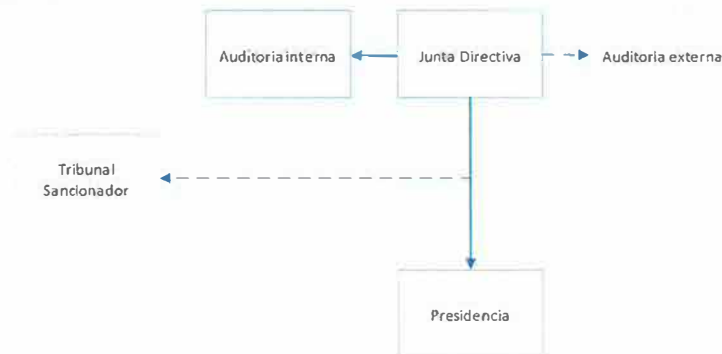 Auditoria interna
Junta Directiva
Auditoria externa
Tribunal
Sancionador
Presidencia